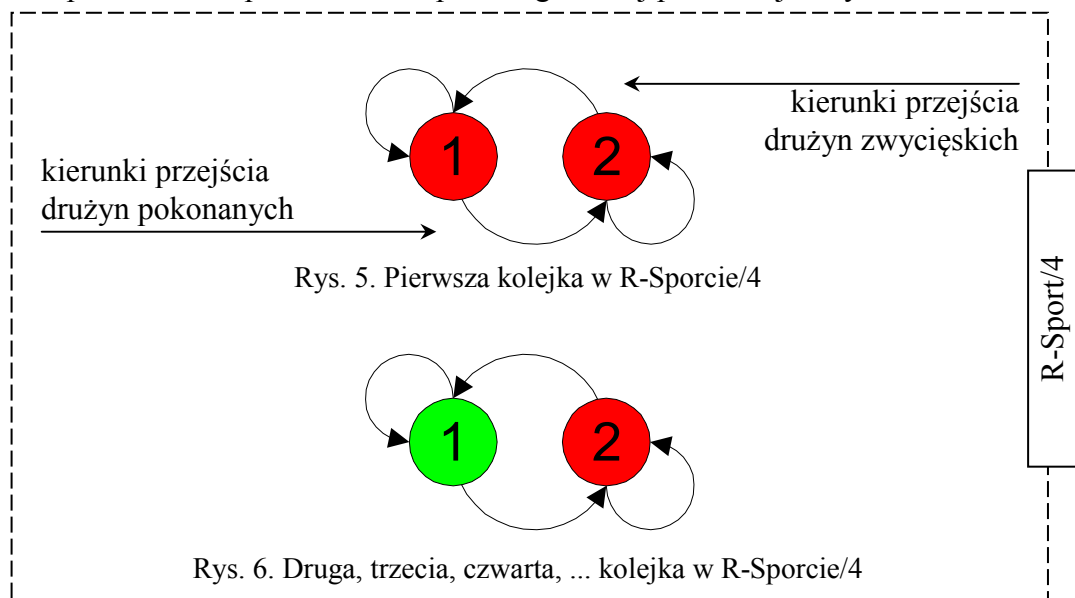 kierunki przejścia
drużyn zwycięskich
1
2
kierunki przejścia
drużyn pokonanych
Rys. 5. Pierwsza kolejka w R-Sporcie/4
R-Sport/4
1
2
Rys. 6. Druga, trzecia, czwarta, ... kolejka w R-Sporcie/4